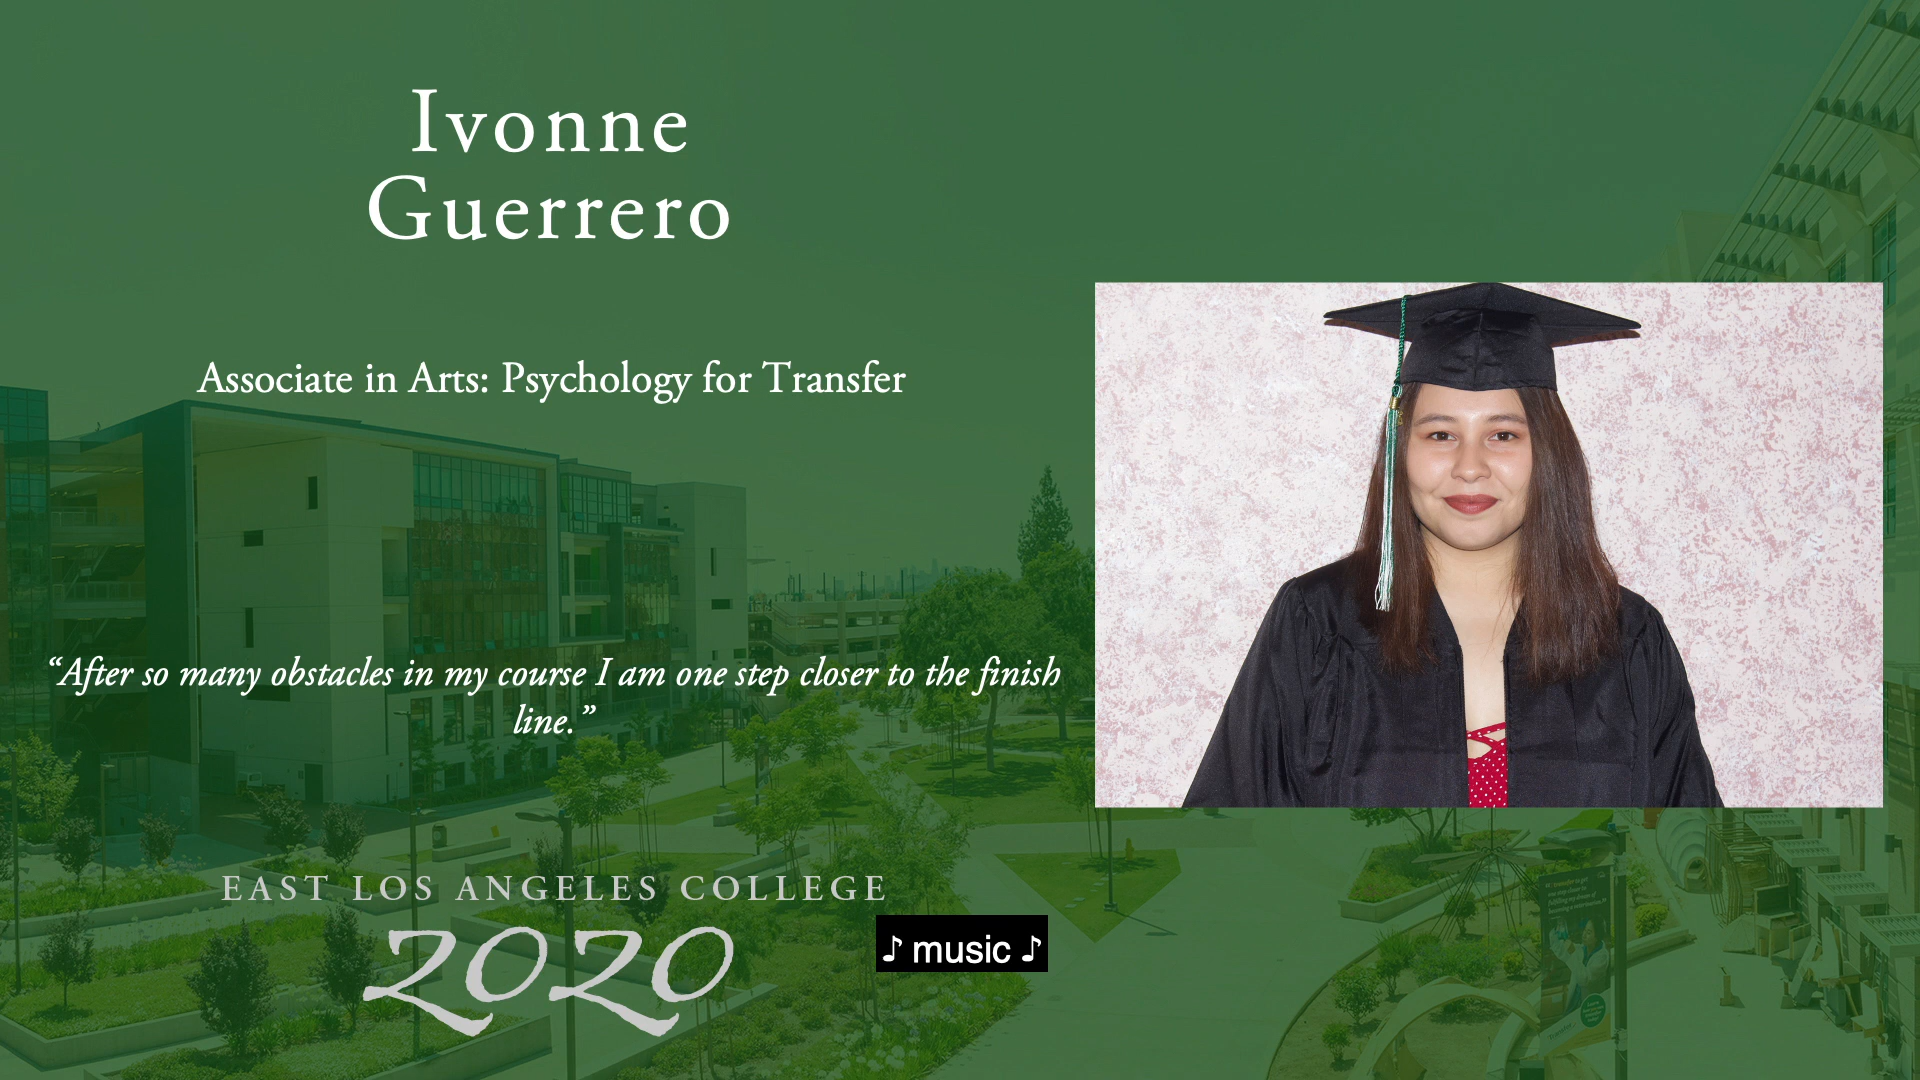 Ivonne
Guerrero
Associate in Arts: Psychology for Transfer
“After so many obstacles in my course I am one step closer to the finish
line.”
EAST LOS ANGELES COLLEGE
2020
♪ music ♪